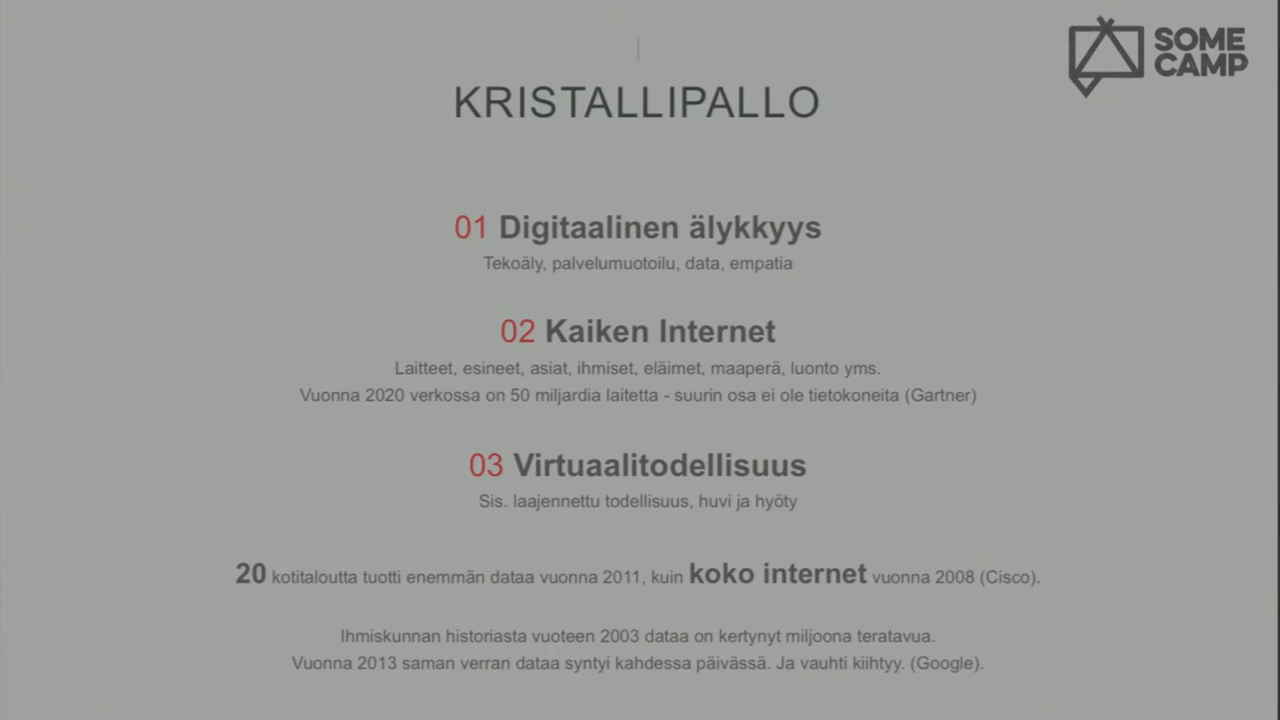 SOME
CAMP
KRISTALLIPALLO
01 Digitaalinen älykkyys
Tekoäly, palvelumuotoilu, data, empatia
02 Kaiken Internet
Laitteet, esineet, asiat, ihmiset, eläimet, maaperä, luonto yms.
Vuonna 2020 verkossa on 50 miljardia laitetta - suurin osa ei ole tietokoneita (Gartner)
03 Virtuaalitodellisuus
Sis. laajennettu todellisuus, huvi ja hyöty
20 kotitaloutta tuotti enemmän dataa vuonna 2011, kuin koko internet vuonna 2008 (Cisco).
Ihmiskunnan historiasta vuoteen 2003 dataa on kertynyt miljoona teratavua.
Vuonna 2013 saman verran dataa syntyi kahdessa päivässä. Ja vauhti kiihtyy. (Google).